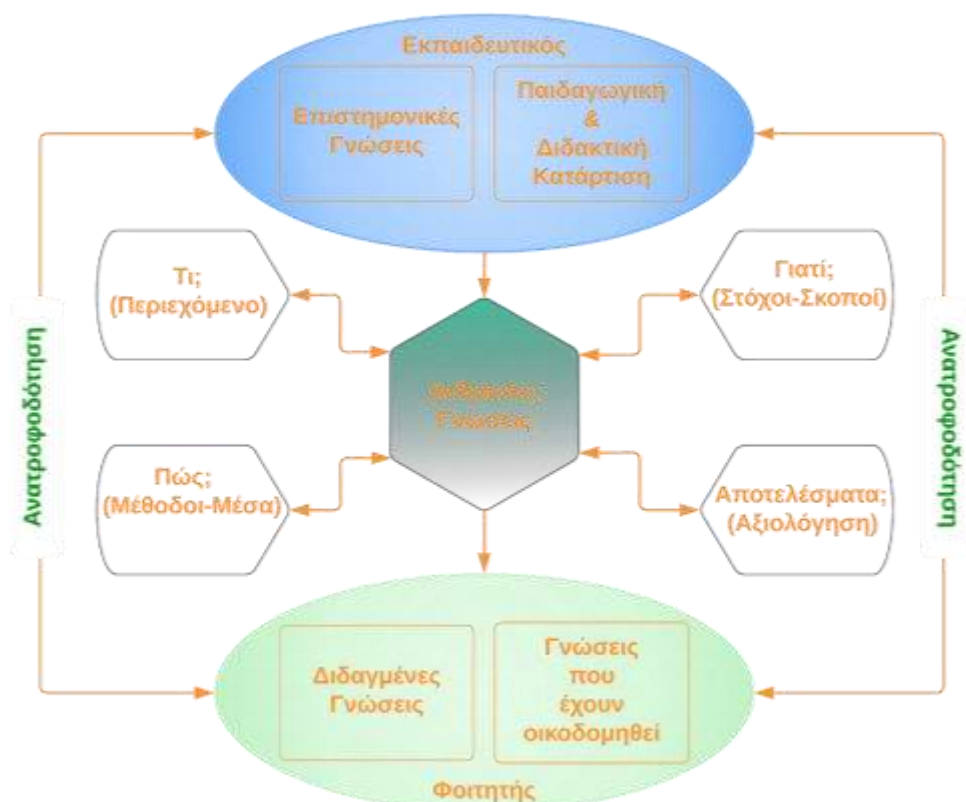 Εκπαιδευτικός
Επιστημονικές
Γνώσεις
Παιδαγωγική
&
Διδακτική
Κατάρτιση
Τι;
(Περιεχόμενο)
Γιατί;
(Στόχοι-Σκοποί)
Ανατροφοδότηση
Ανατροφοδότηση
Γνώσεις
Πώς;
(Μέθοδοι-Μέσα)
Αποτελέσματα;
(Αξιολόγηση)
Διδαγμένες
Γνώσεις
Γνώσεις
που
έχουν
οικοδομηθεί
Φοιτητής